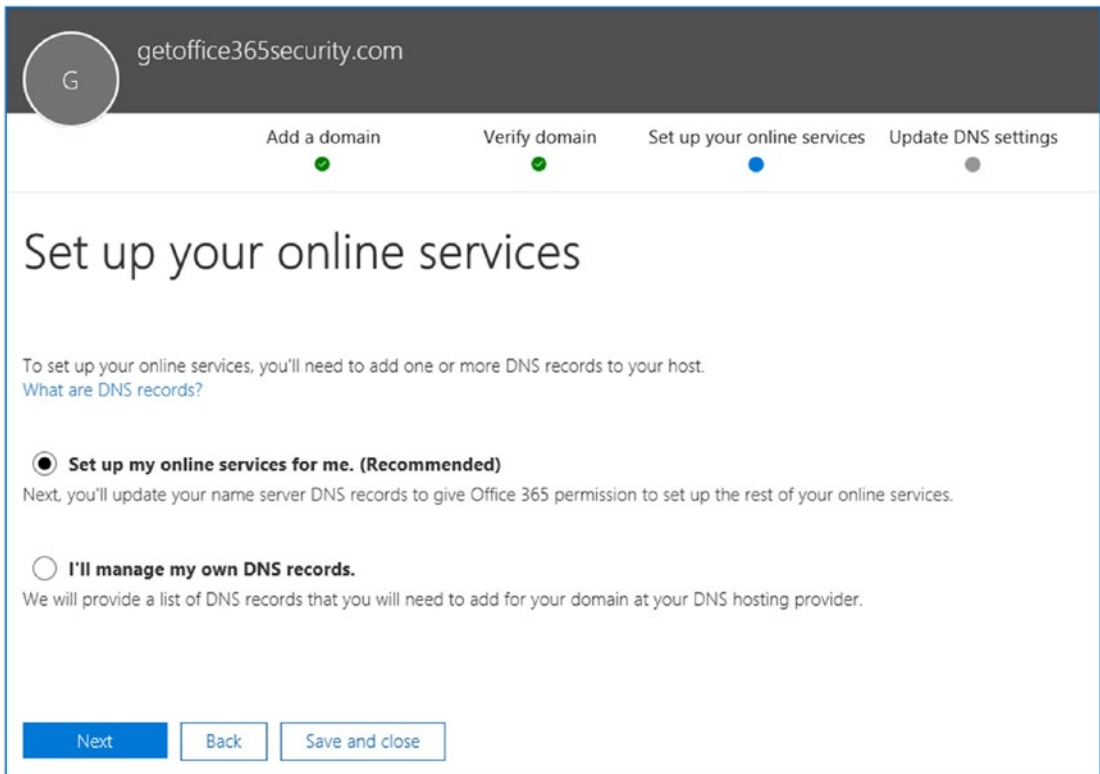 G
getoffice365security.com
Add a domain
Verify domain
Set up your online services
Update DNS settings
Set up your online services
To set up your online services, you'll need to add one or more DNS records to your host.
What are DNS records?
Set up my online services for me. (Recommended)
Next, you'll update your name server DNS records to give Office 365 permission to set up the rest of your online services.
I'll manage my own DNS records.
We will provide a list of DNS records that you will need to add for your domain at your DNS hosting provider.
Next
Back
Save and close